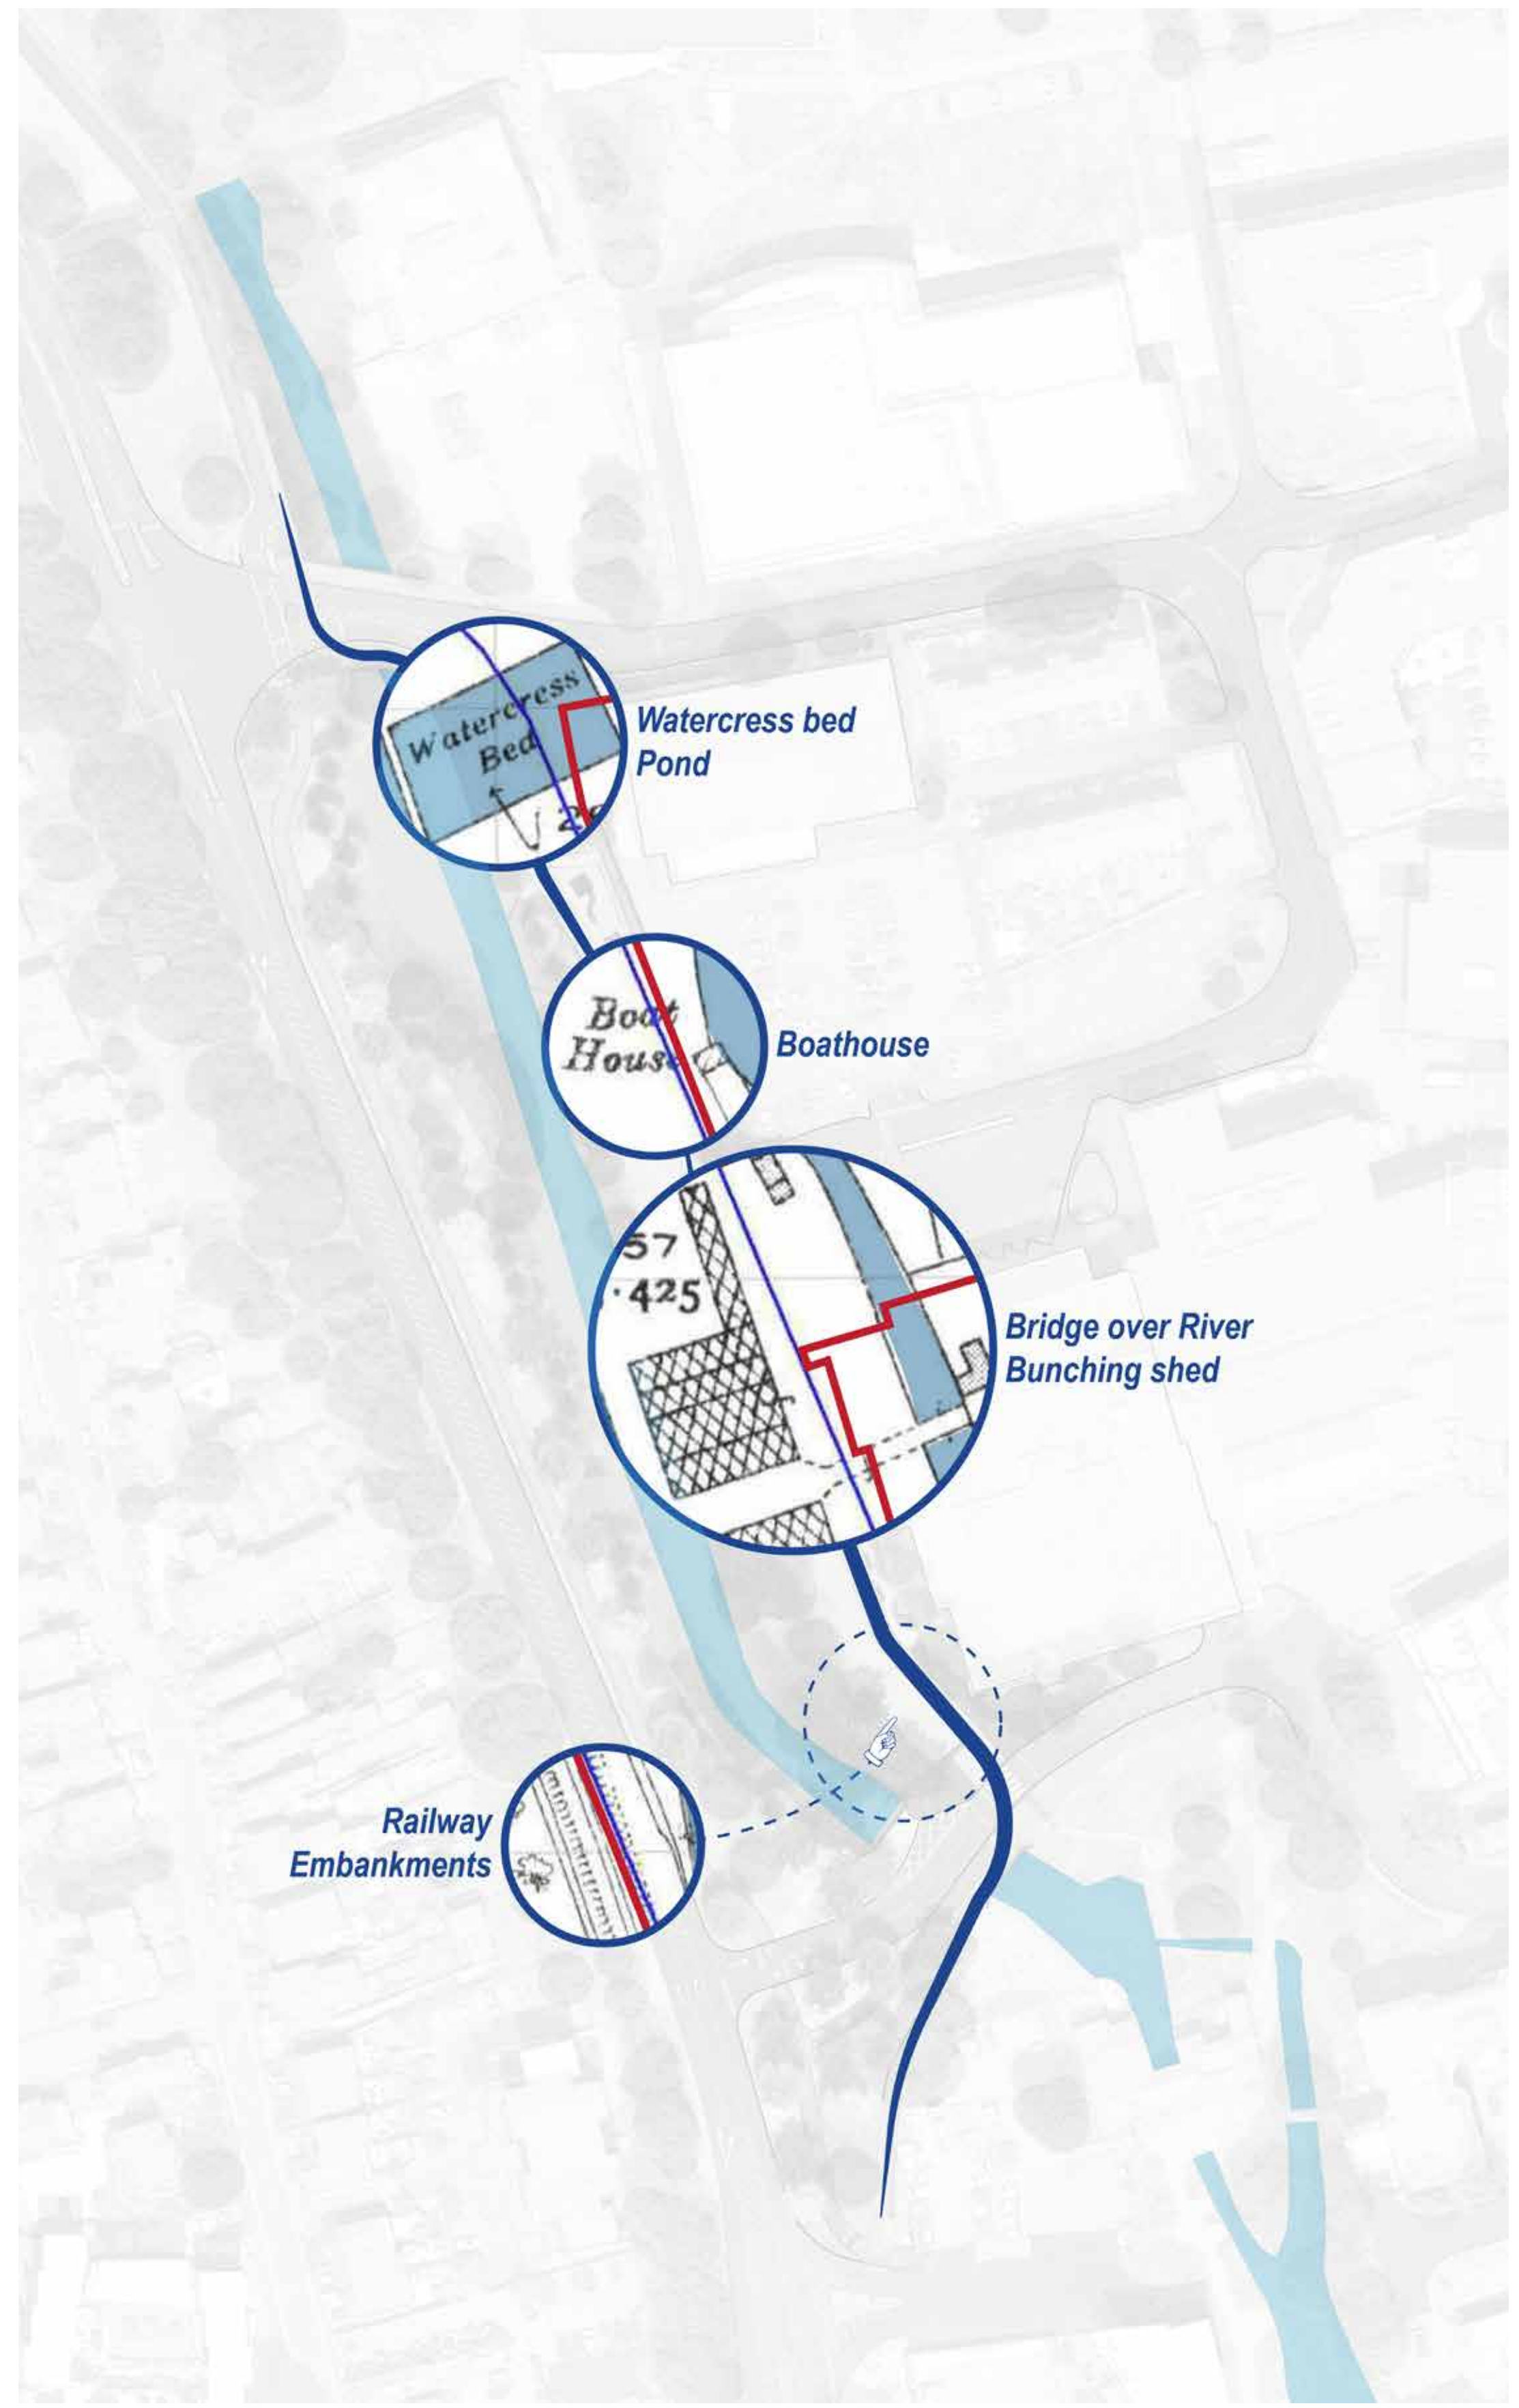 Watercress
Bed
Watercress bed
Pond
Boat
House
Boathouse
57
.425
Bridge over River
Bunching shed
Railway
Embankments